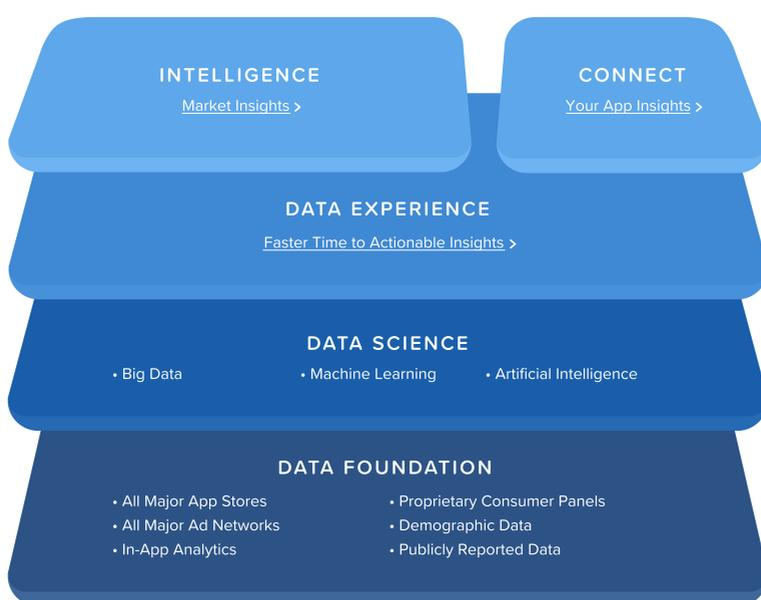 INTELLIGENCE
Market Insights >
CONNECT
Your App Insights >
DATA EXPERIENCE
Faster Time to Actionable Insights >
DATA SCIENCE
• Big Data • Machine Learning • Artificial Intelligence
DATA FOUNDATION
• All Major App Stores
• All Major Ad Networks
• In-App Analytics
• Proprietary Consumer Panels
• Demographic Data
• Publicly Reported Data